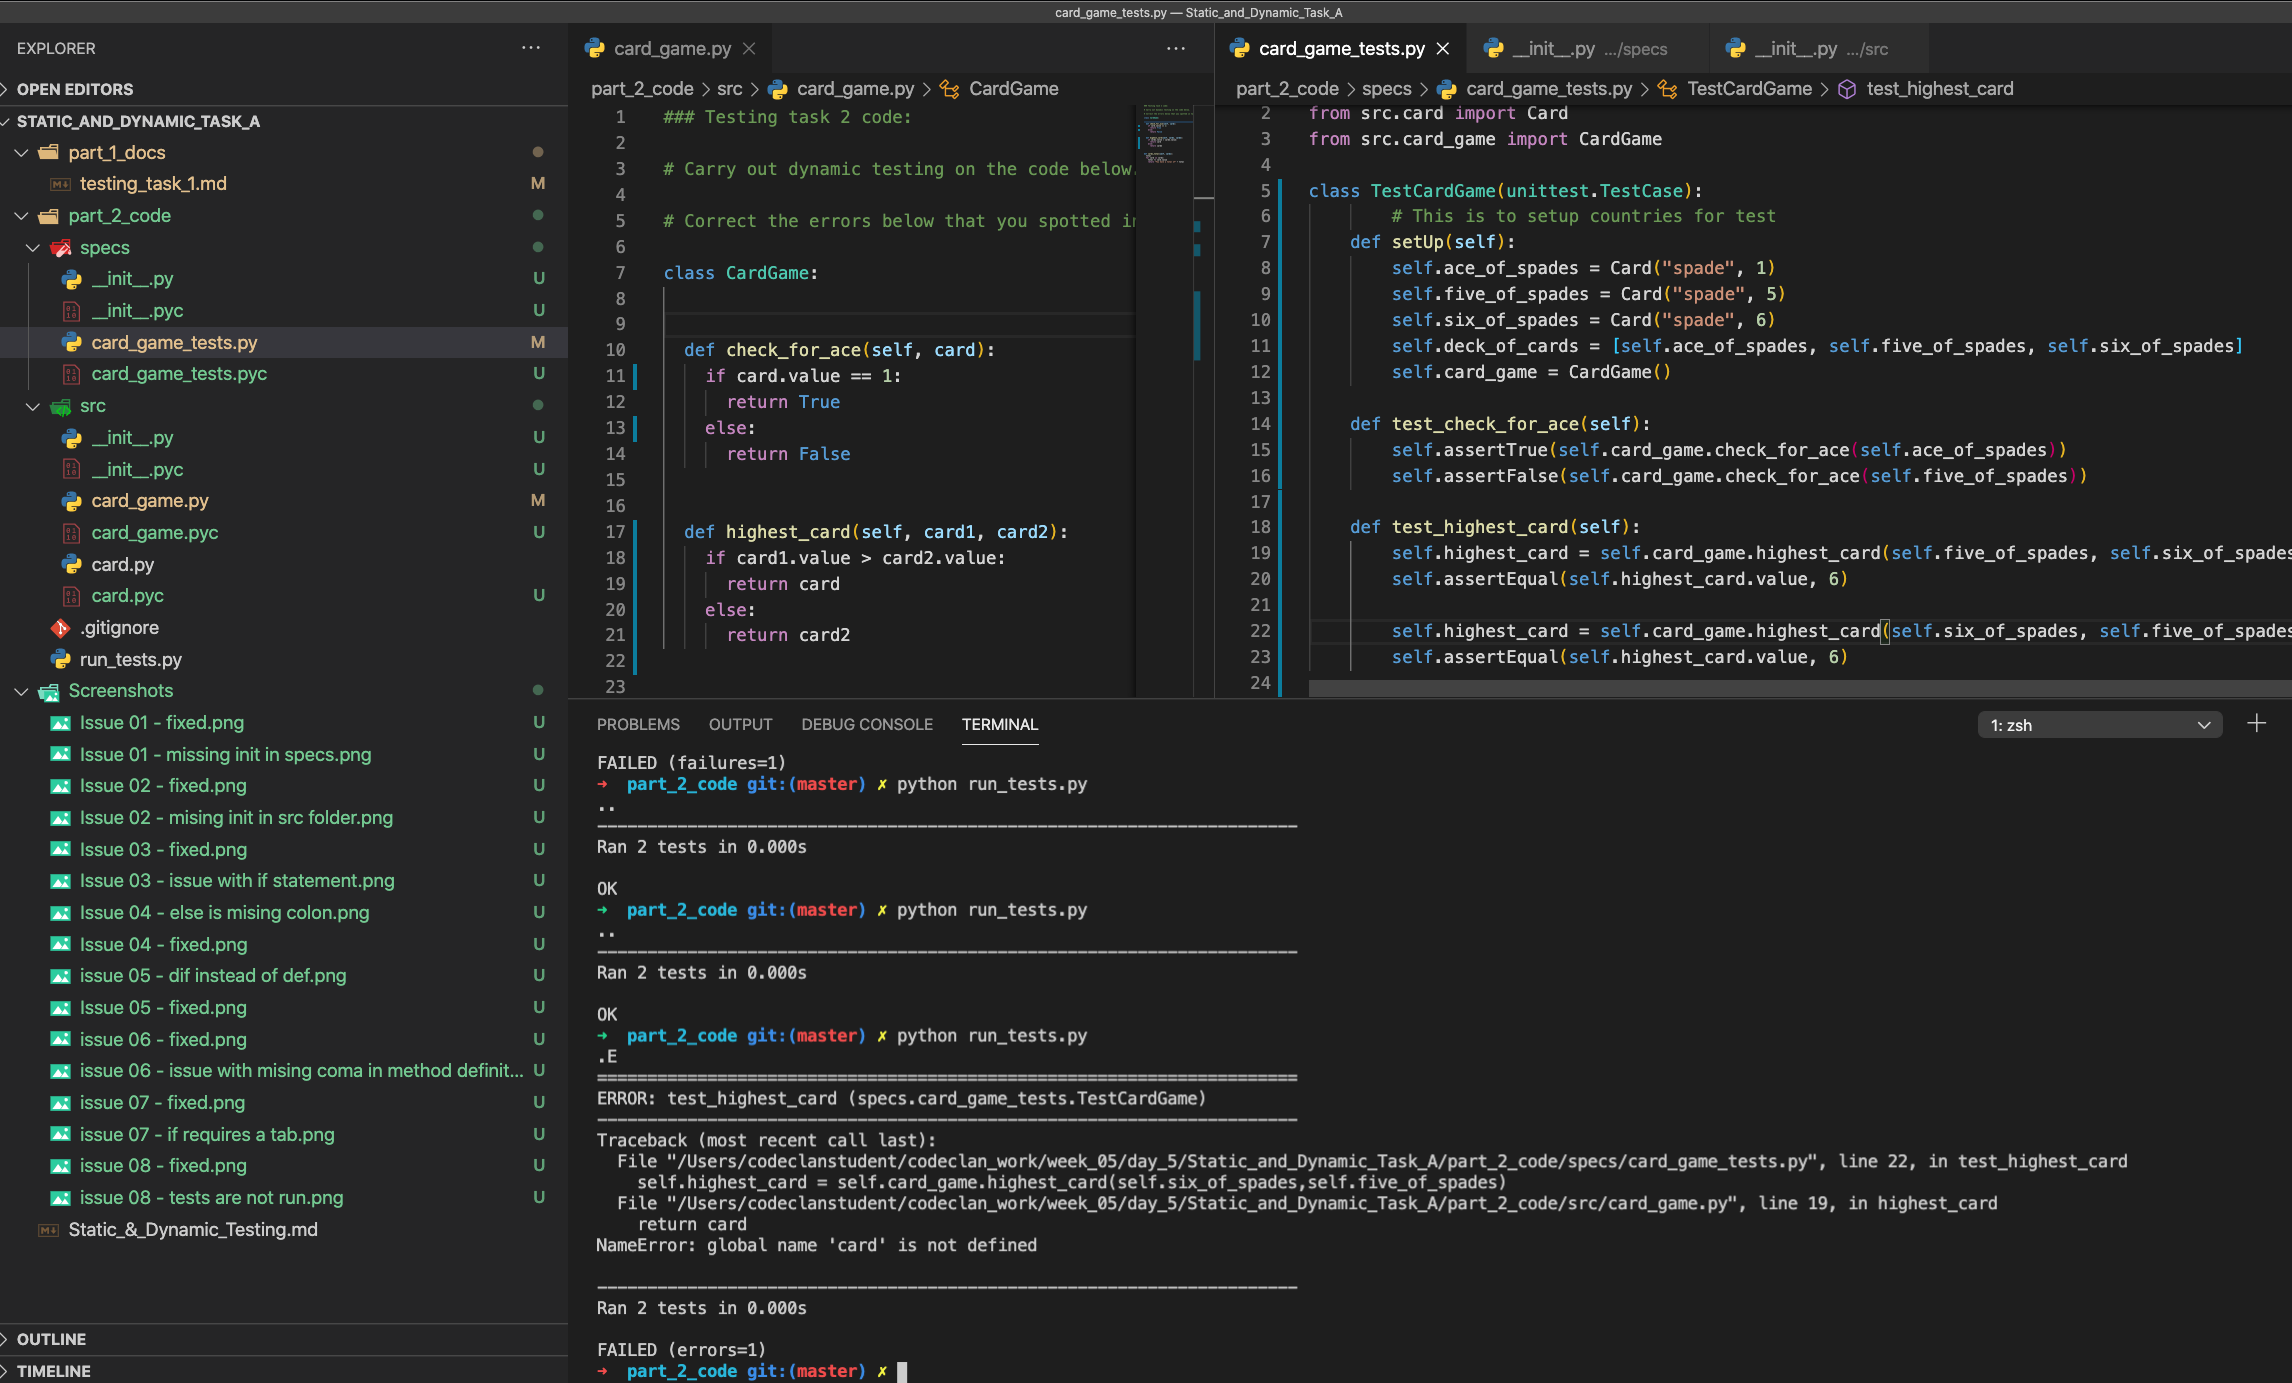 card_game_tests.py — Static_and_Dynamic_Task_A
EXPLORER
OPEN EDITORS
STATIC_AND_DYNAMIC_TASK_A
part_1_docs
testing_task_1.md M
part_2_code
specs
__init__.py U
__init__.pyc U
card_game_tests.py M
card_game_tests.pyc U
src
__init__.py U
__init__.pyc U
card_game.py M
card_game.pyc U
card.py
card.pyc U
.gitignore
run_tests.py
Screenshots
Issue 01 - fixed.png U
Issue 01 - missing init in specs.png U
Issue 02 - fixed.png U
Issue 02 - mising init in src folder.png U
Issue 03 - fixed.png U
Issue 03 - issue with if statement.png U
Issue 04 - else is mising colon.png U
Issue 04 - fixed.png U
issue 05 - dif instead of def.png U
Issue 05 - fixed.png U
issue 06 - fixed.png U
issue 06 - issue with mising coma in method definit... U
issue 07 - fixed.png U
issue 07 - if requires a tab.png U
issue 08 - fixed.png U
issue 08 - tests are not run.png U
Static_&_Dynamic_Testing.md
OUTLINE
TIMELINE
card_game.py
part_2_code > src > card_game.py > CardGame
1 ### Testing task 2 code:
2
3 # Carry out dynamic testing on the code below.
4
5 # Correct the errors below that you spotted in
6
7 class CardGame:
8
9
10 def check_for_ace(self, card):
11 if card.value == 1:
12 return True
13 else:
14 return False
15
16
17 def highest_card(self, card1, card2):
18 if card1.value > card2.value:
19 return card
20 else:
21 return card2
22
23
card_game_tests.py
__init__.py .../specs
__init__.py .../src
part_2_code > specs > card_game_tests.py > TestCardGame > test_highest_card
2 from src.card import Card
3 from src.card_game import CardGame
4
5 class TestCardGame(unittest.TestCase):
6 # This is to setup countries for test
7 def setUp(self):
8 self.ace_of_spades = Card("spade", 1)
9 self.five_of_spades = Card("spade", 5)
10 self.six_of_spades = Card("spade", 6)
11 self.deck_of_cards = [self.ace_of_spades, self.five_of_spades, self.six_of_spades]
12 self.card_game = CardGame()
13
14 def test_check_for_ace(self):
15 self.assertTrue(self.card_game.check_for_ace(self.ace_of_spades))
16 self.assertFalse(self.card_game.check_for_ace(self.five_of_spades))
17
18 def test_highest_card(self):
19 self.highest_card = self.card_game.highest_card(self.five_of_spades, self.six_of_spades
20 self.assertEqual(self.highest_card.value, 6)
21
22 self.highest_card = self.card_game.highest_card(self.six_of_spades, self.five_of_spades
23 self.assertEqual(self.highest_card.value, 6)
24
PROBLEMS OUTPUT DEBUG CONSOLE TERMINAL 1: zsh
FAILED (failures=1)
➜ part_2_code git:(master) ✗ python run_tests.py
..
----------------------------------------------------------------------
Ran 2 tests in 0.000s
OK
➜ part_2_code git:(master) ✗ python run_tests.py
..
----------------------------------------------------------------------
Ran 2 tests in 0.000s
OK
➜ part_2_code git:(master) ✗ python run_tests.py
.E
======================================================================
ERROR: test_highest_card (specs.card_game_tests.TestCardGame)
----------------------------------------------------------------------
Traceback (most recent call last):
File "/Users/codeclanstudent/codeclan_work/week_05/day_5/Static_and_Dynamic_Task_A/part_2_code/specs/card_game_tests.py", line 22, in test_highest_card
self.highest_card = self.card_game.highest_card(self.six_of_spades,self.five_of_spades)
File "/Users/codeclanstudent/codeclan_work/week_05/day_5/Static_and_Dynamic_Task_A/part_2_code/src/card_game.py", line 19, in highest_card
return card
NameError: global name 'card' is not defined
----------------------------------------------------------------------
Ran 2 tests in 0.000s
FAILED (errors=1)
➜ part_2_code git:(master) ✗